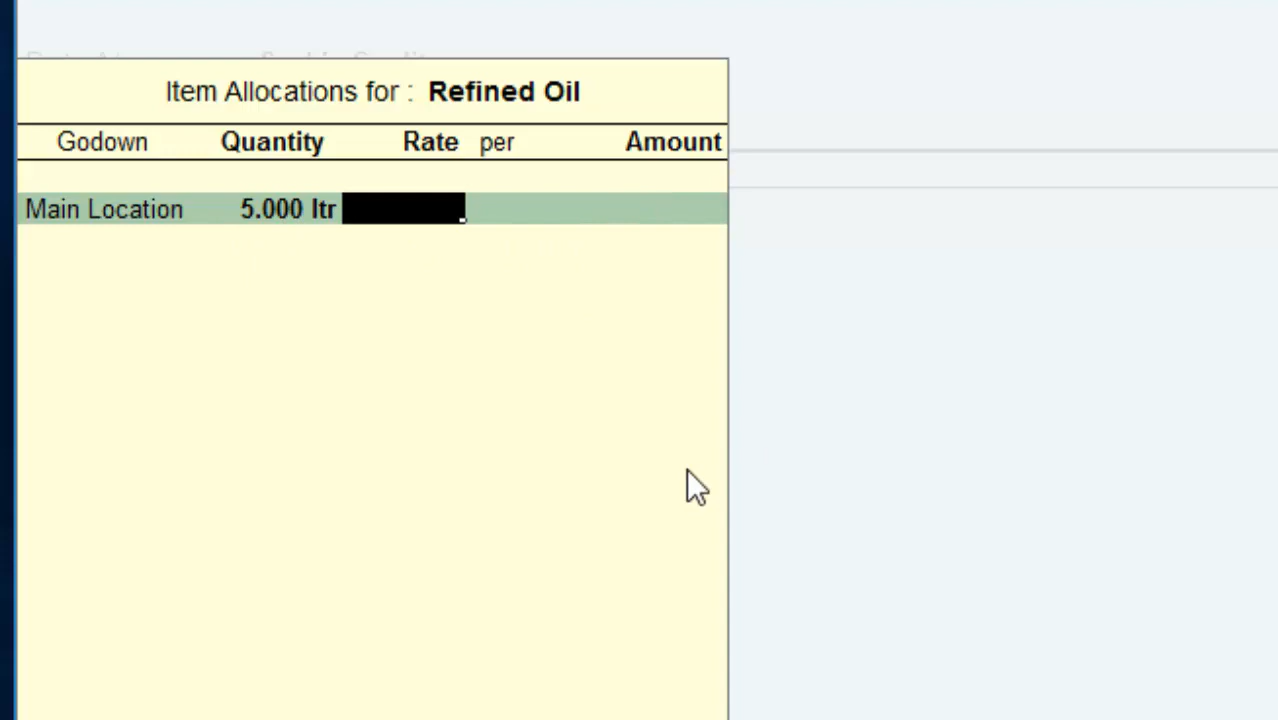 Item Allocations for : Refined Oil
Godown Quantity Rate per Amount
Main Location 5.000 ltr